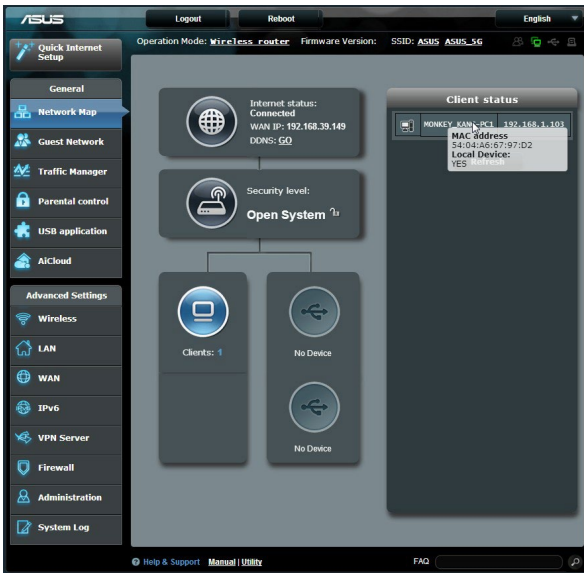 ASUS
Logout
Reboot
English
Quick Internet
Setup
Operation Mode: Wireless router Firmware Version: SSID: ASUS ASUS_5G
General
Network Map
Guest Network
Traffic Manager
Parental control
USB application
AiCloud
Advanced Settings
Wireless
LAN
WAN
IPv6
VPN Server
Firewall
Administration
System Log
Internet status:
Connected
WAN IP: 192.168.39.149
DDNS: GO
Security level:
Open System
Clients: 1
No Device
No Device
Client status
192.168.1.103
MAC address
54:04:A6:67:97:D2
Local Device:
YES
Refresh
Help & Support Manual | Utility
FAQ